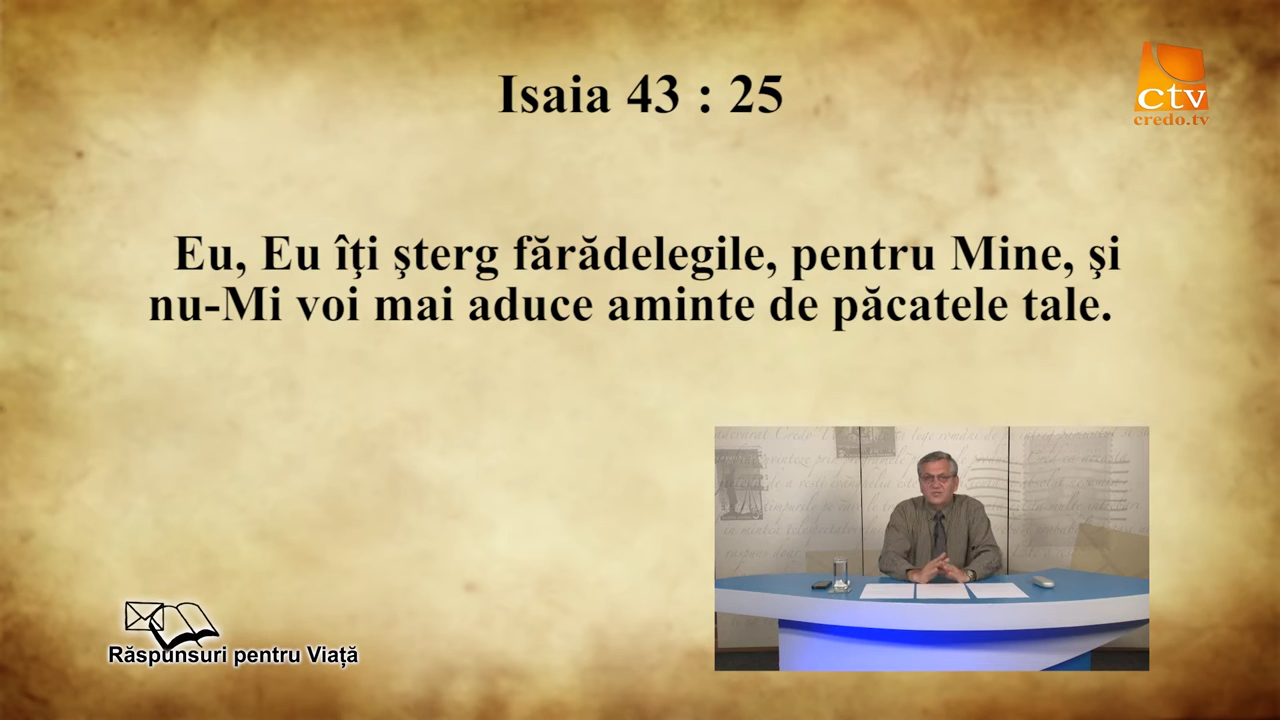 Isaia 43 : 25
ctv
credo.tv
Eu, Eu îţi şterg fărădelegile, pentru Mine, şi
nu-Mi voi mai aduce aminte de păcatele tale.
Răspunsuri pentru Viață